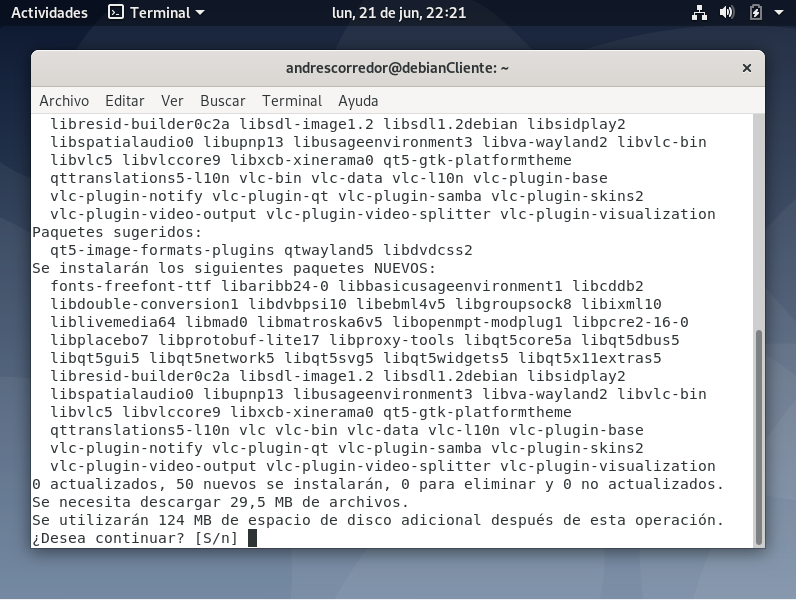 Actividades Terminal lun, 21 de jun, 22:21
andrescorredor@debianCliente: ~
Archivo Editar Ver Buscar Terminal Ayuda
libresid-builder0c2a libsdl-image1.2 libsdl1.2debian libsidplay2
libspatialaudio0 libupnp13 libusageenvironment3 libva-wayland2 libvlc-bin
libvlc5 libvlccore9 libxcb-xinerama0 qt5-gtk-platformtheme
qttranslations5-l10n vlc-bin vlc-data vlc-l10n vlc-plugin-base
vlc-plugin-notify vlc-plugin-qt vlc-plugin-samba vlc-plugin-skins2
vlc-plugin-video-output vlc-plugin-video-splitter vlc-plugin-visualization
Paquetes sugeridos:
qt5-image-formats-plugins qtwayland5 libdvdcss2
Se instalarán los siguientes paquetes NUEVOS:
fonts-freefont-ttf libaribb24-0 libbasicusageenvironment1 libcddb2
libdouble-conversion1 libdvbpsi10 libebml4v5 libgroupsock8 libixml10
liblivemedia64 libmad0 libmatroska6v5 libopenmpt-modplug1 libpcre2-16-0
libplacebo7 libprotobuf-lite17 libproxy-tools libqt5core5a libqt5dbus5
libqt5gui5 libqt5network5 libqt5svg5 libqt5widgets5 libqt5x11extras5
libresid-builder0c2a libsdl-image1.2 libsdl1.2debian libsidplay2
libspatialaudio0 libupnp13 libusageenvironment3 libva-wayland2 libvlc-bin
libvlc5 libvlccore9 libxcb-xinerama0 qt5-gtk-platformtheme
qttranslations5-l10n vlc vlc-bin vlc-data vlc-l10n vlc-plugin-base
vlc-plugin-notify vlc-plugin-qt vlc-plugin-samba vlc-plugin-skins2
vlc-plugin-video-output vlc-plugin-video-splitter vlc-plugin-visualization
0 actualizados, 50 nuevos se instalarán, 0 para eliminar y 0 no actualizados.
Se necesita descargar 29,5 MB de archivos.
Se utilizarán 124 MB de espacio de disco adicional después de esta operación.
¿Desea continuar? [S/n]